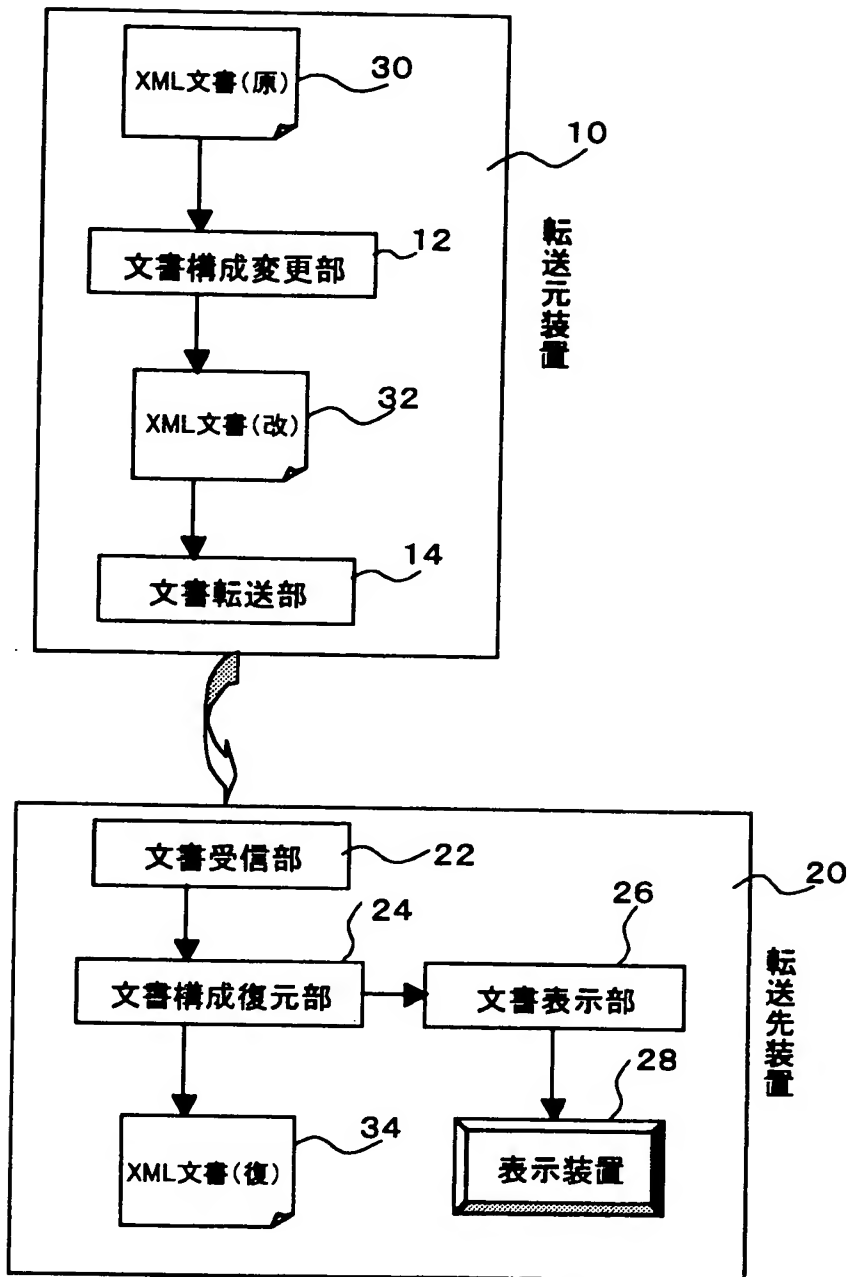 XML文書(原)
30
10
転送元装置
文書構成変更部
12
XML文書(改)
32
文書転送部
14
文書受信部
22
20
転送先装置
文書構成復元部
24
文書表示部
26
XML文書(復)
34
表示装置
28